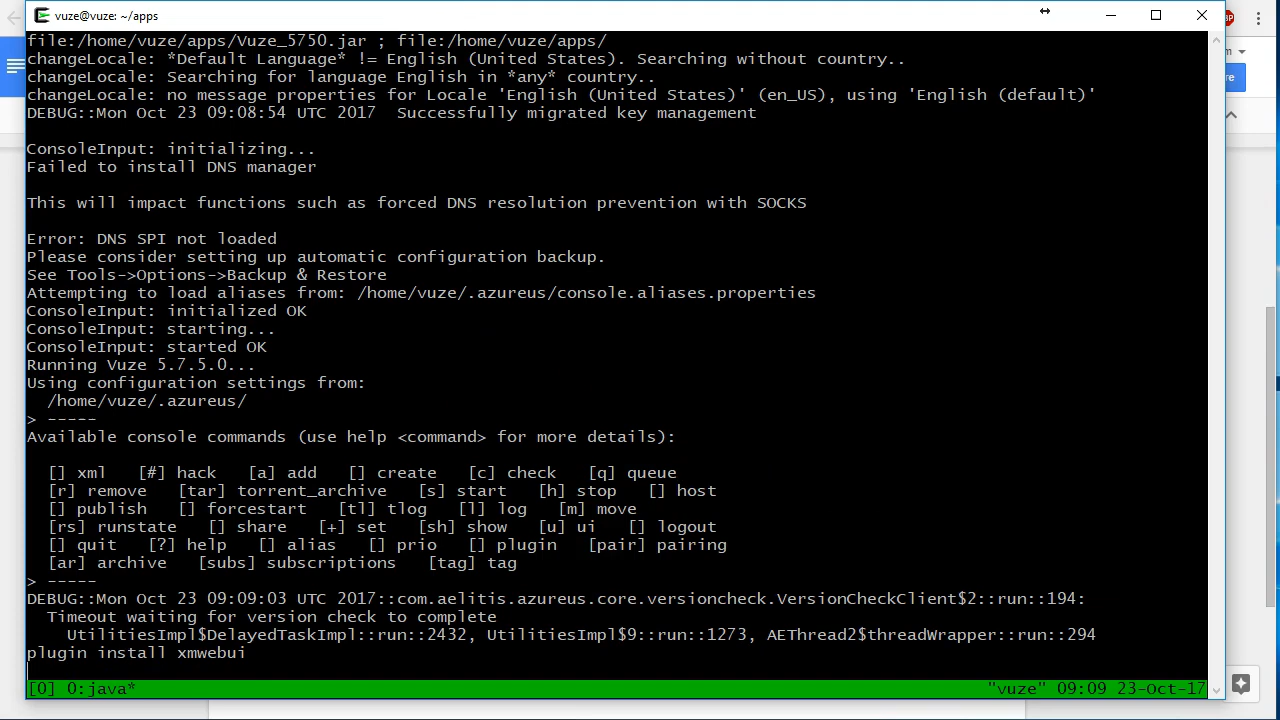 vuze@vuze: ~/apps
file:/home/vuze/apps/Vuze_5750.jar ; file:/home/vuze/apps/
changeLocale: *Default Language* != English (United States). Searching without country..
changeLocale: Searching for language English in *any* country..
changeLocale: no message properties for Locale 'English (United States)' (en_US), using 'English (default)'
DEBUG::Mon Oct 23 09:08:54 UTC 2017  Successfully migrated key management
ConsoleInput: initializing...
Failed to install DNS manager
This will impact functions such as forced DNS resolution prevention with SOCKS
Error: DNS SPI not loaded
Please consider setting up automatic configuration backup.
See Tools->Options->Backup & Restore
Attempting to load aliases from: /home/vuze/.azureus/console.aliases.properties
ConsoleInput: initialized OK
ConsoleInput: starting...
ConsoleInput: started OK
Running Vuze 5.7.5.0...
Using configuration settings from:
  /home/vuze/.azureus/
> -----
Available console commands (use help <command> for more details):
  [] xml   [#] hack   [a] add   [] create   [c] check   [q] queue
  [r] remove   [tar] torrent_archive   [s] start   [h] stop   [] host
  [] publish   [] forcestart   [tl] tlog   [l] log   [m] move
  [rs] runstate   [] share   [+] set   [sh] show   [u] ui   [] logout
  [] quit   [?] help   [] alias   [] prio   [] plugin   [pair] pairing
  [ar] archive   [subs] subscriptions   [tag] tag
> -----
DEBUG::Mon Oct 23 09:09:03 UTC 2017::com.aelitis.azureus.core.versioncheck.VersionCheckClient$2::run::194:
  Timeout waiting for version check to complete
    UtilitiesImpl$DelayedTaskImpl::run::2432, UtilitiesImpl$9::run::1273, AEThread2$threadWrapper::run::294
plugin install xmwebui
[0] 0:java* "vuze" 09:09 23-Oct-17